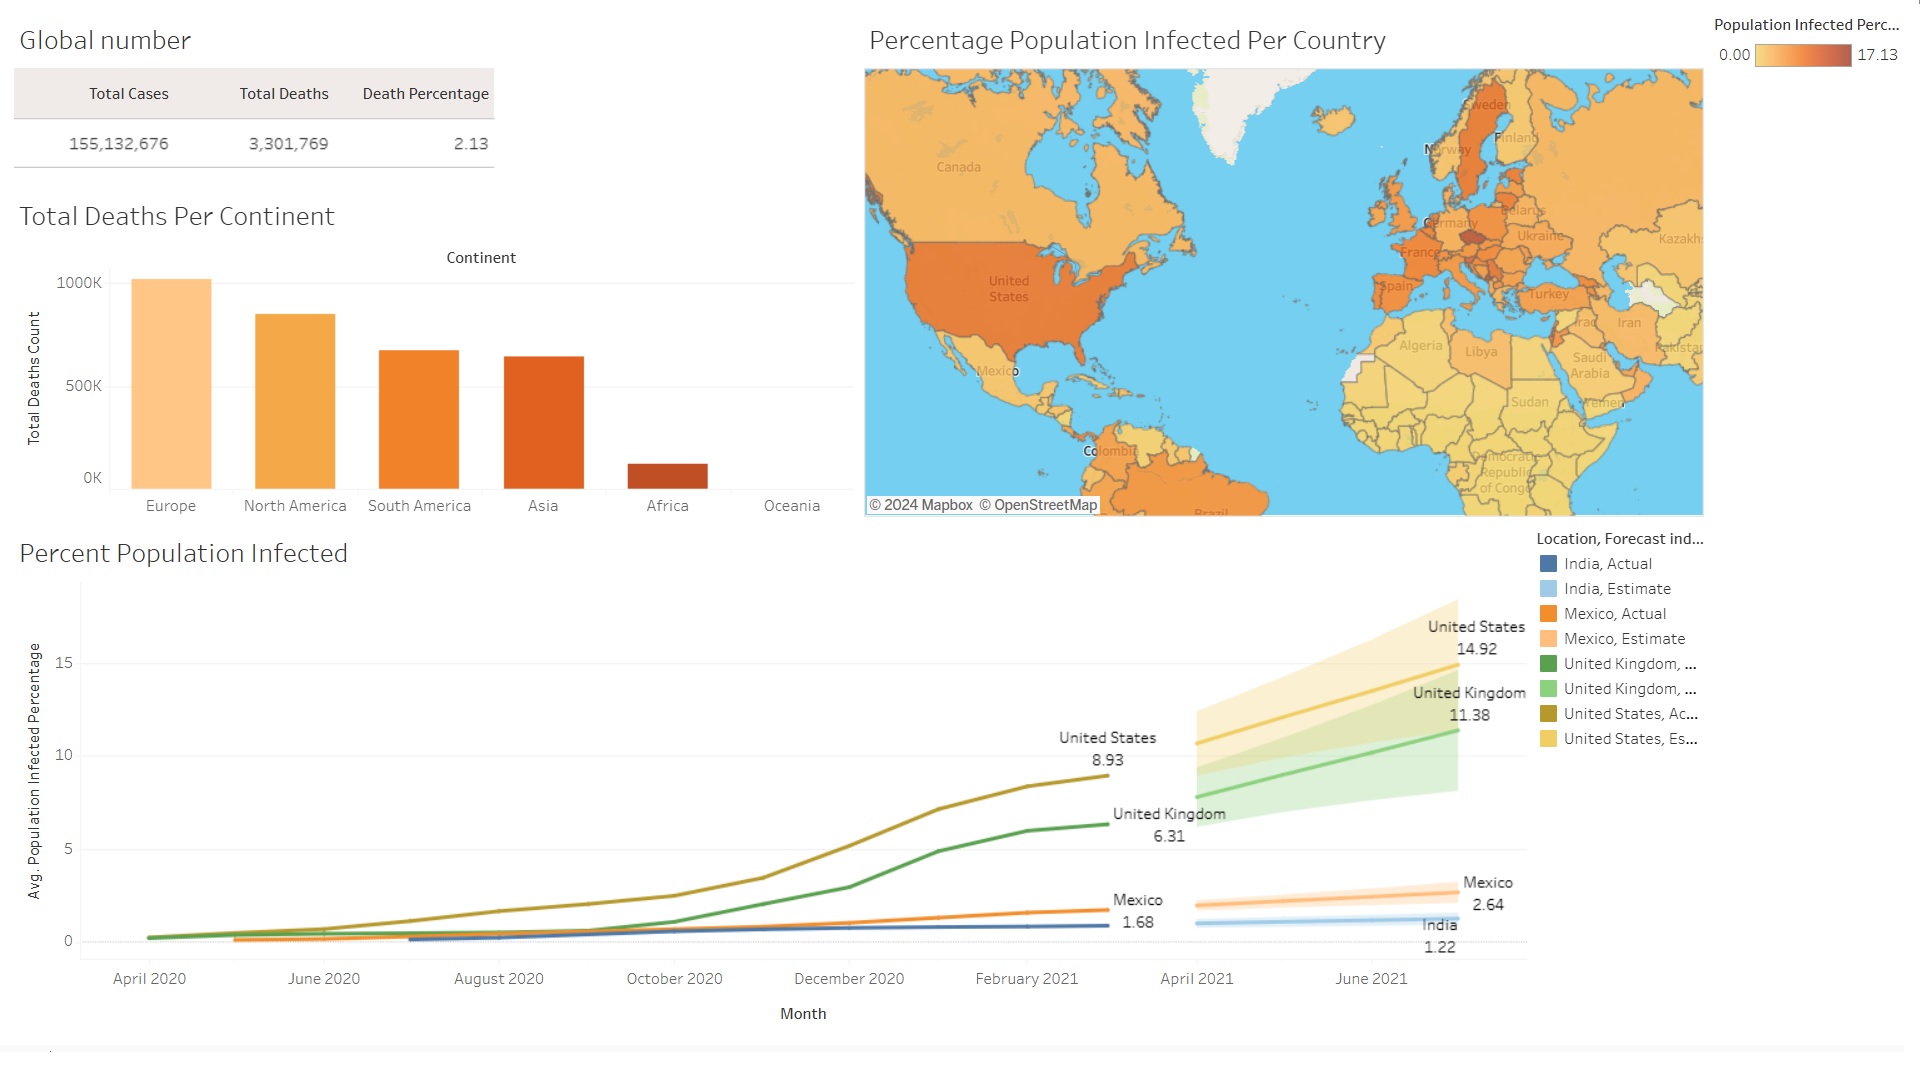 Global number
Total Cases Total Deaths Death Percentage
155,132,676 3,301,769 2.13
Total Deaths Per Continent
Continent
Total Deaths Count
1000K
500K
0K
Europe North America South America Asia Africa Oceania
Percentage Population Infected Per Country
Population Infected Perc...
0.00 17.13
Canada
United
States
Mexico
Colombia
Brazil
Sweden
Norway
Finland
Belarus
Germany
Ukraine
Kazakh
France
Spain
Turkey
Iraq
Iran
Pakistan
Algeria
Libya
Saudi
Arabia
Sudan
Yemen
Democratic
Republic
of Congo
© 2024 Mapbox © OpenStreetMap
Percent Population Infected
Avg. Population Infected Percentage
15
10
5
0
United States
8.93
United Kingdom
6.31
Mexico
1.68
United States
14.92
United Kingdom
11.38
Mexico
2.64
India
1.22
April 2020 June 2020 August 2020 October 2020 December 2020 February 2021 April 2021 June 2021
Month
Location, Forecast ind...
India, Actual
India, Estimate
Mexico, Actual
Mexico, Estimate
United Kingdom, ...
United Kingdom, ...
United States, Ac...
United States, Es...